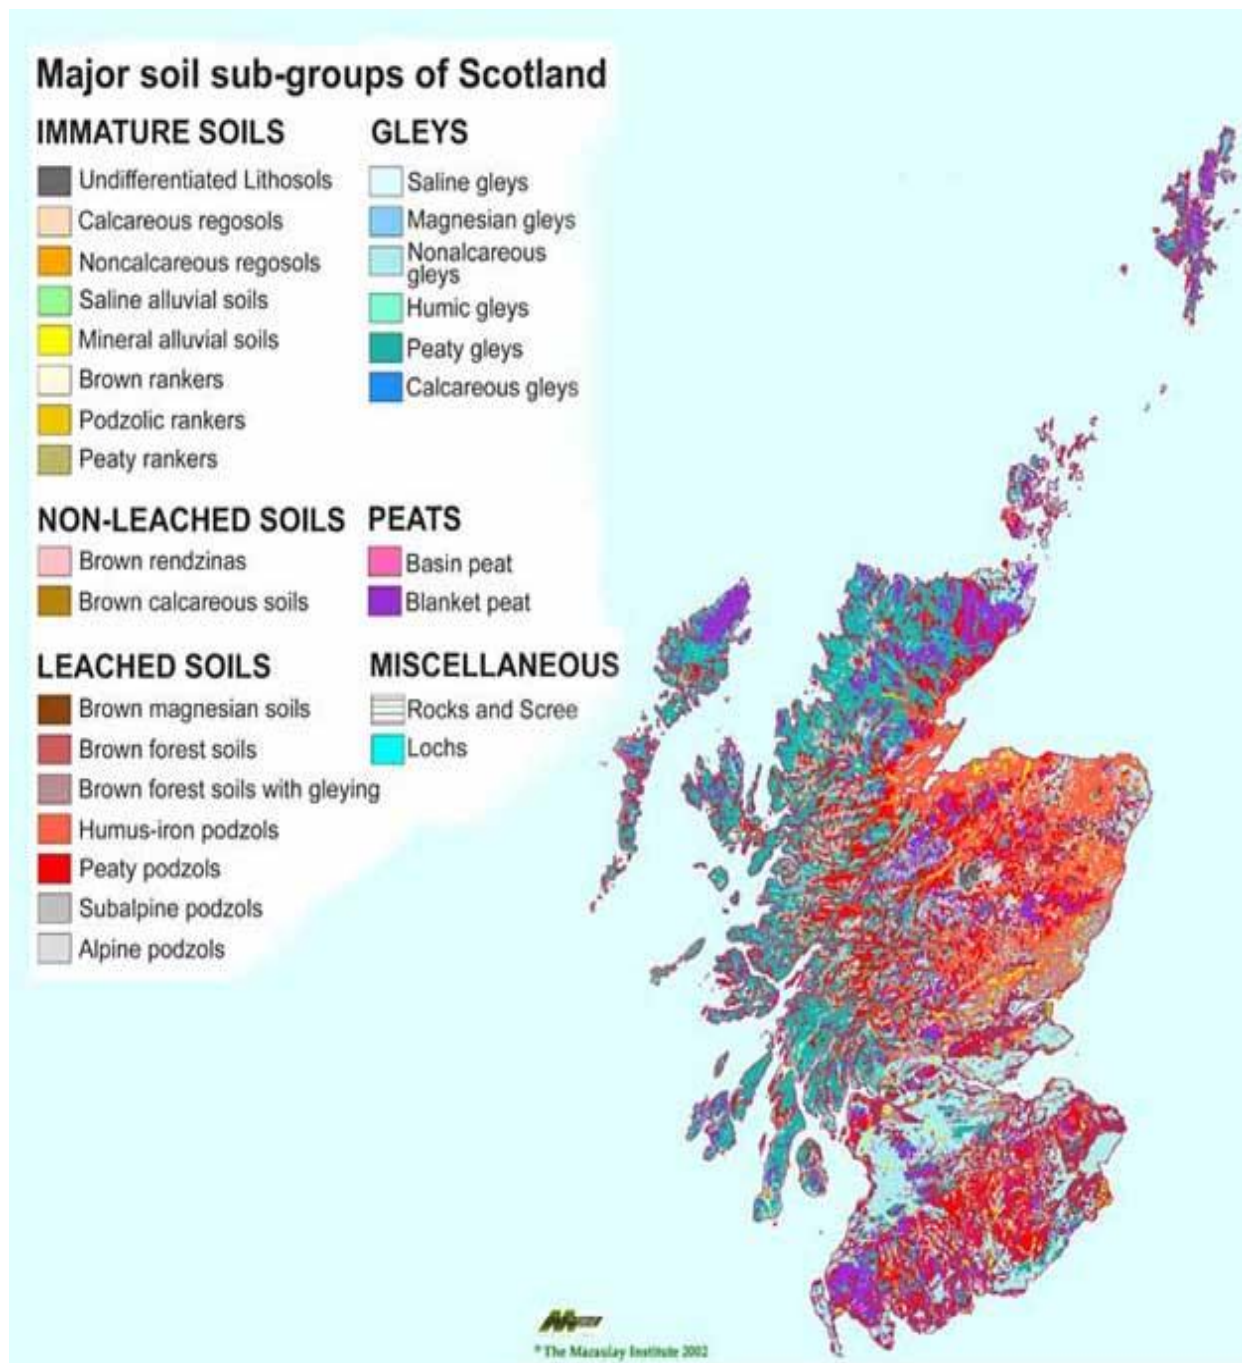 Major soil sub-groups of Scotland
IMMATURE SOILS
Undifferentiated Lithosols
Calcareous regosols
Noncalcareous regosols
Saline alluvial soils
Mineral alluvial soils
Brown rankers
Podzolic rankers
Peaty rankers
GLEYS
Saline gleys
Magnesian gleys
Nonalcareous
gleys
Humic gleys
Peaty gleys
Calcareous gleys
NON-LEACHED SOILS
Brown rendzinas
Brown calcareous soils
PEATS
Basin peat
Blanket peat
LEACHED SOILS
Brown magnesian soils
Brown forest soils
Brown forest soils with gleying
Humus-iron podzols
Peaty podzols
Subalpine podzols
Alpine podzols
MISCELLANEOUS
Rocks and Scree
Lochs
© The Macaulay Institute 2002